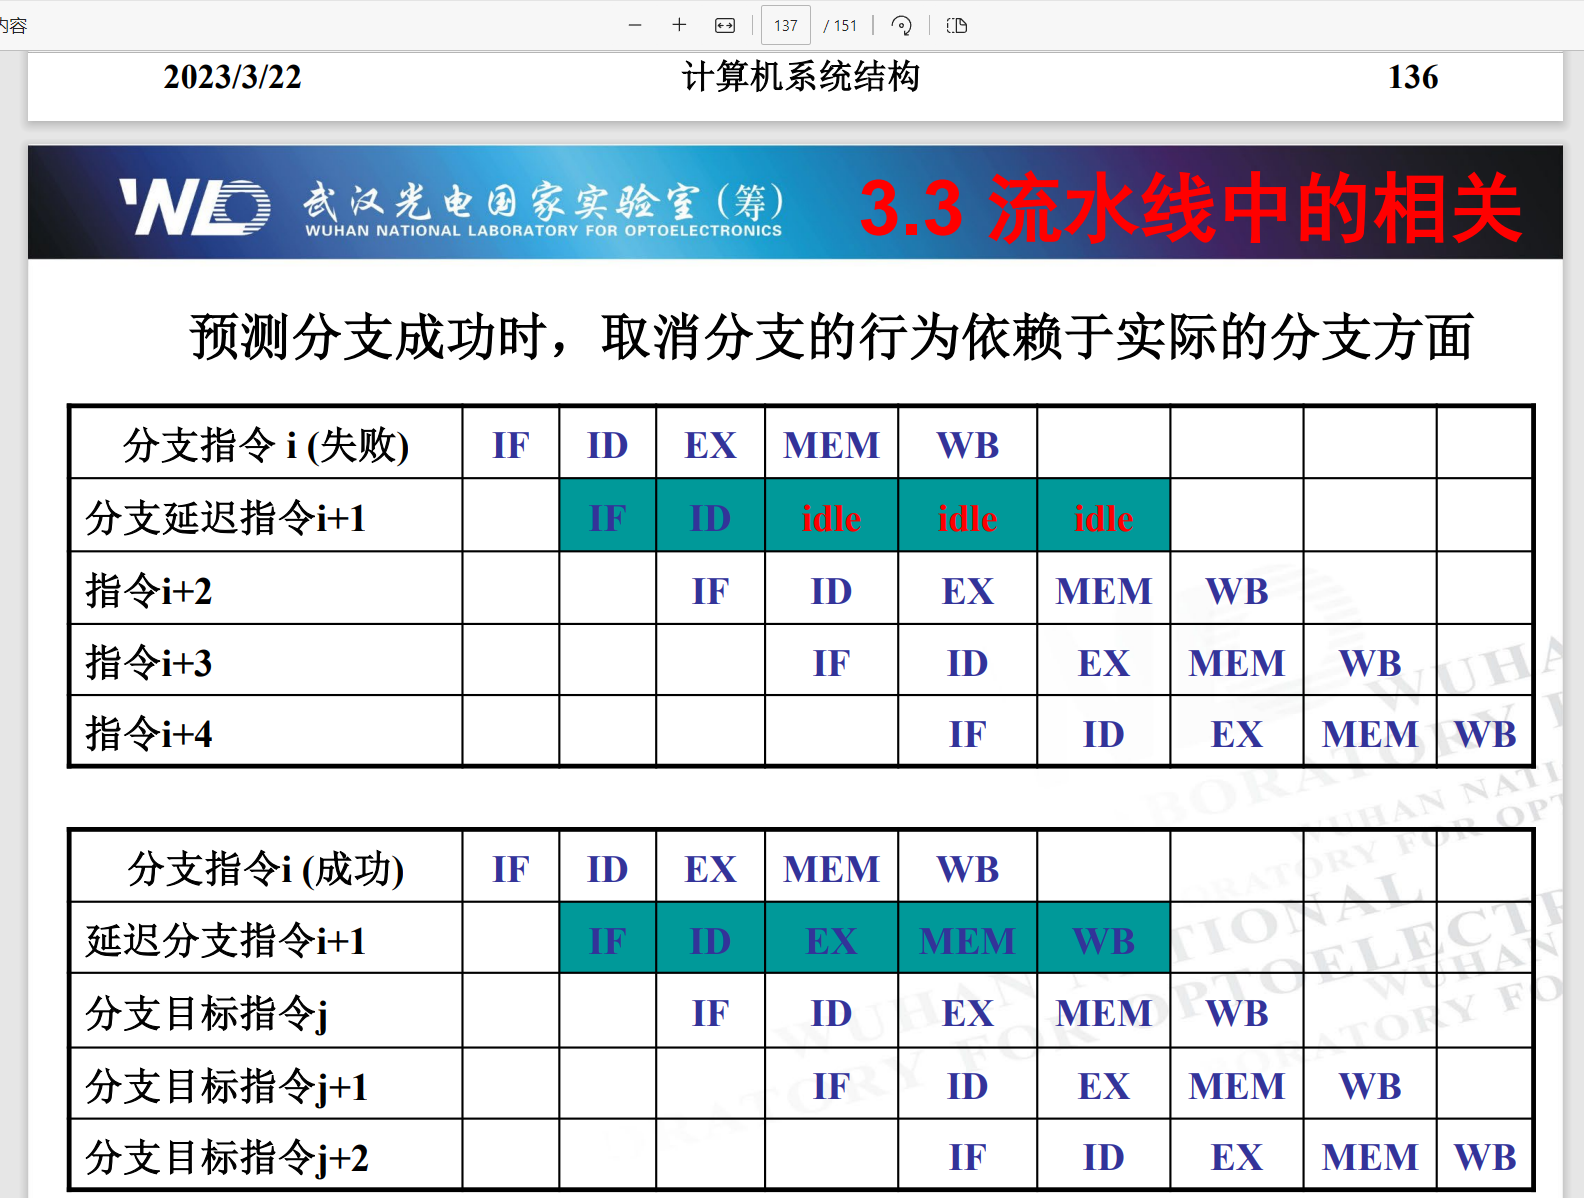 内容
137 / 151
2023/3/22 计算机系统结构 136
WNLO 武汉光电国家实验室(筹)
WUHAN NATIONAL LABORATORY FOR OPTOELECTRONICS
3.3 流水线中的相关
预测分支成功时，取消分支的行为依赖于实际的分支方面
分支指令 i (失败) IF ID EX MEM WB
分支延迟指令i+1 IF ID idle idle idle
指令i+2 IF ID EX MEM WB
指令i+3 IF ID EX MEM WB
指令i+4 IF ID EX MEM WB
分支指令i (成功) IF ID EX MEM WB
延迟分支指令i+1 IF ID EX MEM WB
分支目标指令j IF ID EX MEM WB
分支目标指令j+1 IF ID EX MEM WB
分支目标指令j+2 IF ID EX MEM WB